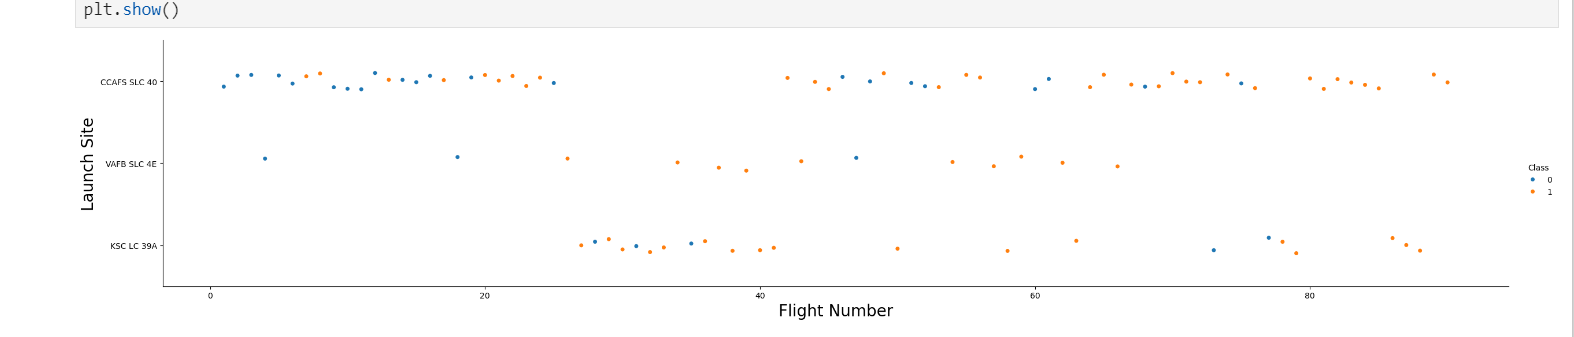 plt.show()
CCAFS SLC 40
VAFB SLC 4E
KSC LC 39A
Launch Site
0 20 40 60 80
Flight Number
Class
0
1